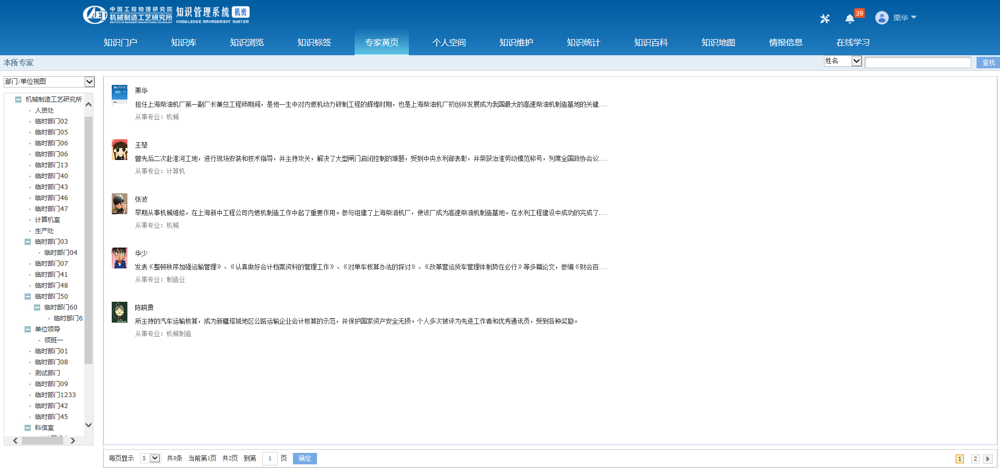 中国工程物理研究院
机械制造工艺研究所
INSTITUTE OF MACHINERY MANUFACTURING TECHNOLOGY
知识管理系统 机密
KNOWLEDGE MANAGEMENT SYSTEM
39
栗华
知识门户 知识库 知识浏览 知识标签 专家黄页 个人空间 知识维护 知识统计 知识百科 知识地图 情报信息 在线学习
本所专家
姓名 查找
部门/单位视图
机械制造工艺研究所
人资处
临时部门02
临时部门05
临时部门06
临时部门06
临时部门13
临时部门40
临时部门43
临时部门46
临时部门47
计算机室
生产处
临时部门03
临时部门04
临时部门07
临时部门41
临时部门48
临时部门50
临时部门60
临时部门6
单位领导
领班一
临时部门01
临时部门08
测试部门
临时部门09
临时部门1233
临时部门42
临时部门45
科信室
栗华
担任上海柴油机厂第一副厂长兼总工程师期间，是他一生中对内燃机动力研制工程的辉煌时期，也是上海柴油机厂初创并发展成为我国最大的高速柴油机制造基地的关键...
从事专业：机械
王楚
曾先后二次赴淮河工地，进行现场安装和技术指导，并主持攻关，解决了大型闸门启闭控制的难题，受到中央水利部表彰，并荣获治淮劳动模范称号，列席全国政协会议...
从事专业：计算机
张波
早期从事机械维修，在上海新中工程公司内燃机制造工作中起了重要作用。参与组建了上海柴油机厂，使该厂成为高速柴油机制造基地。在水利工程建设中成功的完成了...
从事专业：机械
华少
发表《整顿秩序加强运输管理》、《认真做好会计档案资料的管理工作》、《对单车核算办法的探讨》、《改革营运货车管理体制势在必行》等多篇论文，参编《财会百...
从事专业：制造业
陈晓勇
所主持的汽车运输核算，成为新疆塔城地区公路运输企业会计核算的示范，并保护国家资产安全无损。个人多次被评为先进工作者和优秀通讯员，受到各种奖励。
从事专业：机械制造
每页显示 5 共8条 当前第1页 共2页 到第 1 页 确定
1 2